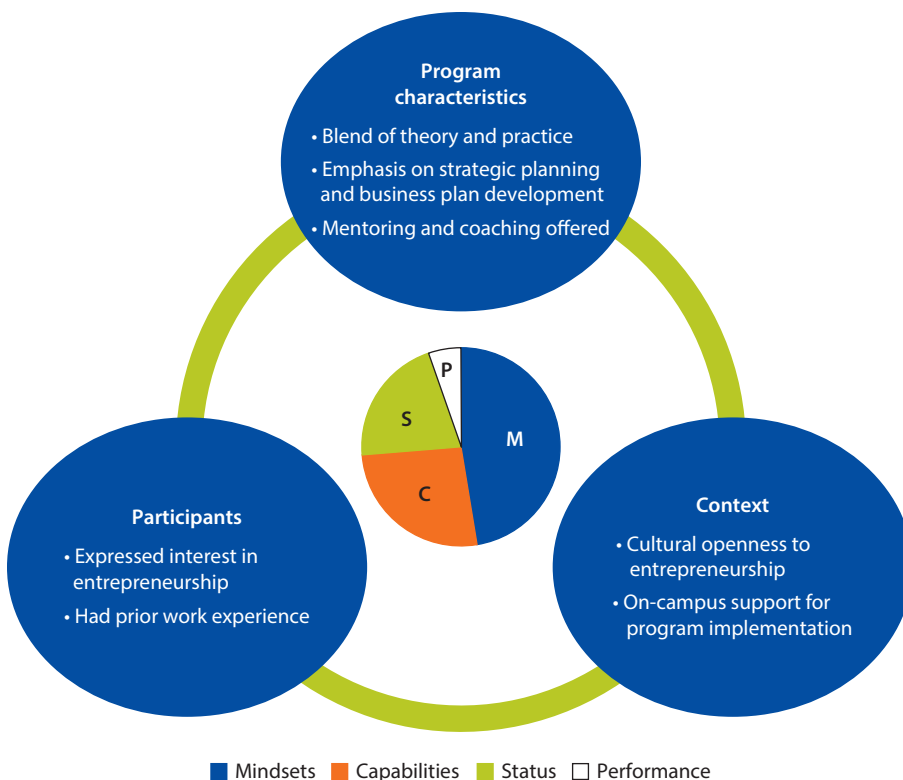 Program
characteristics
• Blend of theory and practice
• Emphasis on strategic planning
and business plan development
• Mentoring and coaching offered
P
S
M
C
Participants
• Expressed interest in
entrepreneurship
• Had prior work experience
Context
• Cultural openness to
entrepreneurship
• On-campus support for
program implementation
Mindsets Capabilities Status Performance